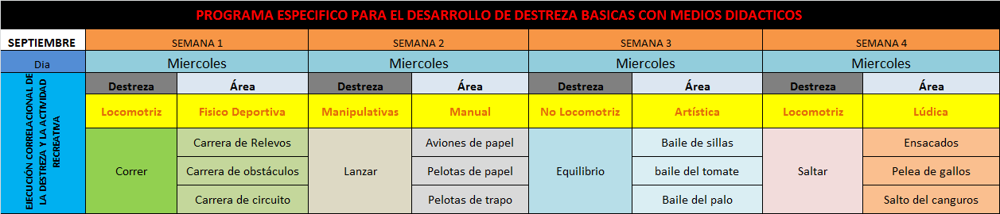 PROGRAMA ESPECIFICO PARA EL DESARROLLO DE DESTREZA BASICAS CON MEDIOS DIDACTICOS
SEPTIEMBRE SEMANA 1 SEMANA 2 SEMANA 3 SEMANA 4
Dia Miercoles Miercoles Miercoles Miercoles
EJECUCIÓN CORRELACIONAL DE
LA DESTREZA Y LA ACTIVIDAD
RECREATIVA
Destreza Área Destreza Área Destreza Área Destreza Área
Locomotriz Fisico Deportiva Manipulativas Manual No Locomotriz Artística Locomotriz Lúdica
Carrera de Relevos Aviones de papel Baile de sillas Ensacados
Correr Carrera de obstáculos Lanzar Pelotas de papel Equilibrio baile del tomate Saltar Pelea de gallos
Carrera de circuito Pelotas de trapo Baile del palo Salto del canguros